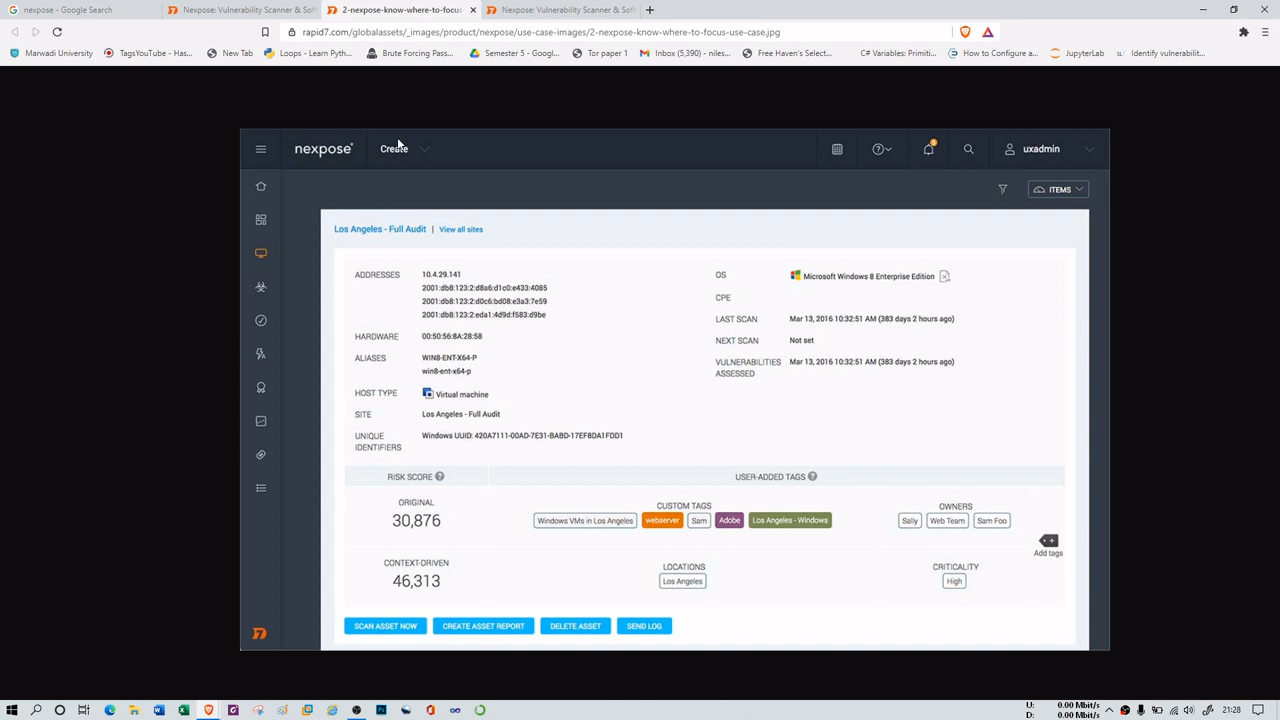 nexpose - Google Search
Nexpose: Vulnerability Scanner & Soft
2-nexpose-know-where-to-focus-
Nexpose: Vulnerability Scanner & Soft
rapid7.com/globalassets/_images/product/nexpose/use-case-images/2-nexpose-know-where-to-focus-use-case.jpg
Marwadi University
TagsYouTube - Has...
New Tab
Loops - Learn Pyth...
Brute Forcing Pass...
Semester 5 - Googl...
Tor paper 1
Inbox (5,390) - niles...
Free Haven's Select...
C# Variables: Primiti...
How to Configure a...
JupyterLab
Identify vulnerabilit...
nexpose
Create
uxadmin
ITEMS
Los Angeles - Full Audit | View all sites
ADDRESSES
10.4.29.141
2001:db8:123:2:d8a6:d1c0:e433:4085
2001:db8:123:2:d0c6:bd08:e3a3:7e59
2001:db8:123:2:eda1:4d9d:f583:d9be
HARDWARE
00:50:56:8A:28:58
ALIASES
WIN8-ENT-X64-P
win8-ent-x64-p
HOST TYPE
Virtual machine
SITE
Los Angeles - Full Audit
UNIQUE IDENTIFIERS
Windows UUID: 420A7111-00AD-7E31-BABD-17EF8DA1FDD1
OS
Microsoft Windows 8 Enterprise Edition
CPE
LAST SCAN
Mar 13, 2016 10:32:51 AM (383 days 2 hours ago)
NEXT SCAN
Not set
VULNERABILITIES ASSESSED
Mar 13, 2016 10:32:51 AM (383 days 2 hours ago)
RISK SCORE
USER-ADDED TAGS
ORIGINAL
30,876
CONTEXT-DRIVEN
46,313
CUSTOM TAGS
Windows VMs in Los Angeles
webserver
Sam
Adobe
Los Angeles - Windows
OWNERS
Sally
Web Team
Sam Foo
LOCATIONS
Los Angeles
CRITICALITY
High
Add tags
SCAN ASSET NOW
CREATE ASSET REPORT
DELETE ASSET
SEND LOG
U: 0.00 Mbit/s
D: 0.00 Mbit/s
21:28